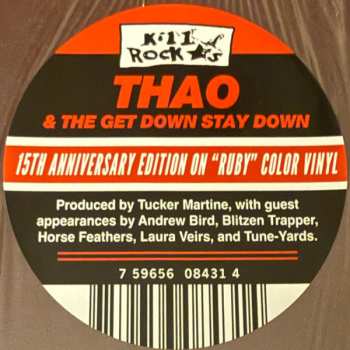 Kill
ROCK ★S
THAO
& THE GET DOWN STAY DOWN
15TH ANNIVERSARY EDITION ON "RUBY" COLOR VINYL
Produced by Tucker Martine, with guest
appearances by Andrew Bird, Blitzen Trapper,
Horse Feathers, Laura Veirs, and Tune-Yards.
7 59656 08431 4